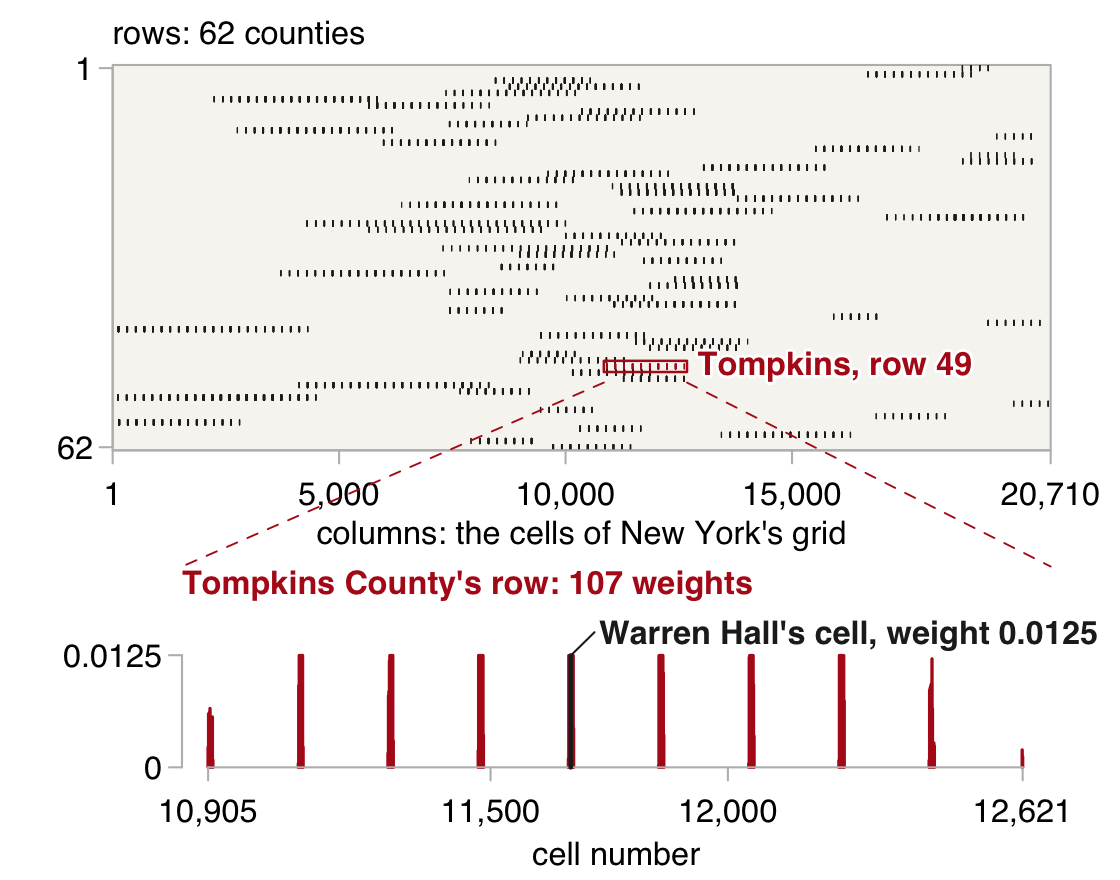 rows: 62 counties
1
Tompkins, row 49
62
1 5,000 10,000 15,000 20,710
columns: the cells of New York's grid
Tompkins County's row: 107 weights
Warren Hall's cell, weight 0.0125
0.0125
0
10,905 11,500 12,000 12,621
cell number